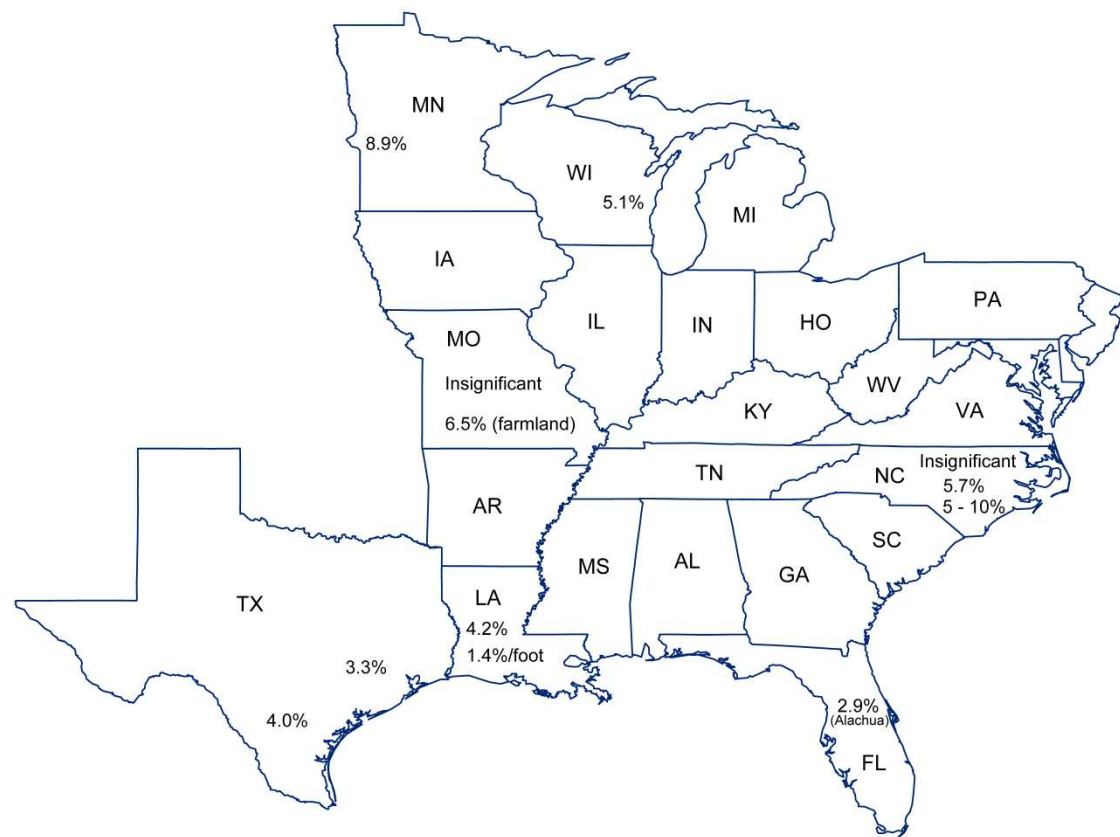 MN
8.9%
WI
5.1%
MI
IA
PA
IL
IN
HO
MO
Insignificant
6.5% (farmland)
WV
KY
VA
TN
NC
Insignificant
5.7%
5 - 10%
AR
SC
MS
AL
GA
TX
LA
4.2%
1.4%/foot
3.3%
4.0%
2.9%
(Alachua)
FL